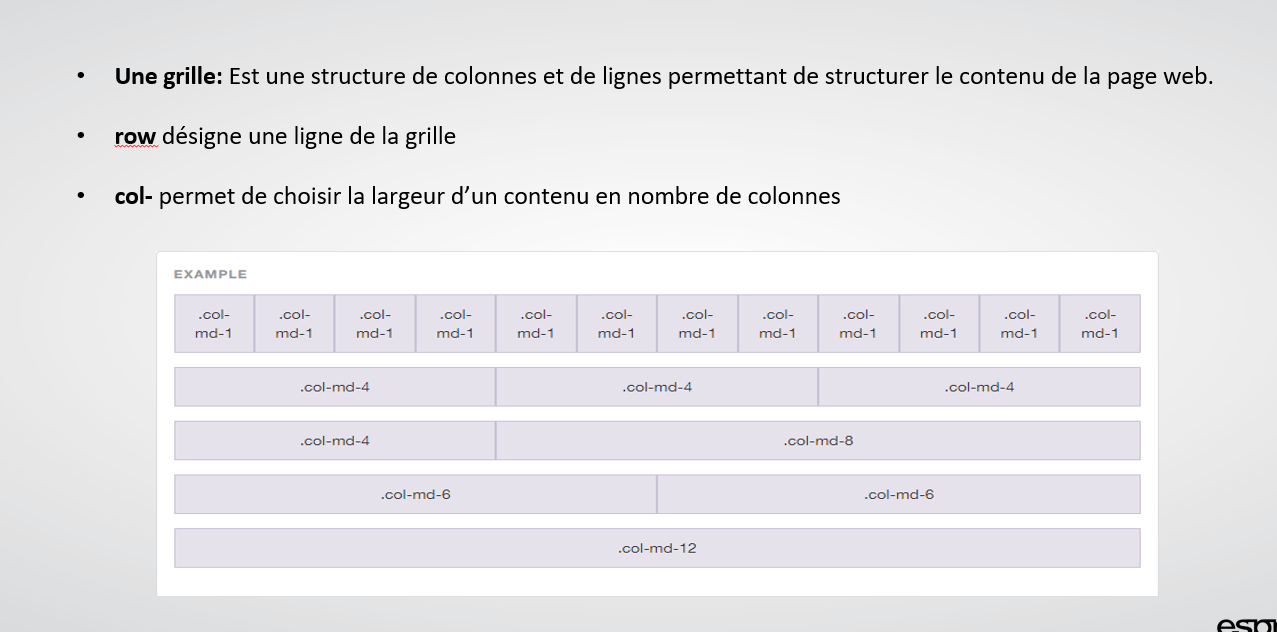 • Une grille: Est une structure de colonnes et de lignes permettant de structurer le contenu de la page web.
• row désigne une ligne de la grille
• col- permet de choisir la largeur d’un contenu en nombre de colonnes
EXAMPLE
.col- .col- .col- .col- .col- .col- .col- .col- .col- .col- .col- .col-
md-1 md-1 md-1 md-1 md-1 md-1 md-1 md-1 md-1 md-1 md-1 md-1
.col-md-4 .col-md-4 .col-md-4
.col-md-4 .col-md-8
.col-md-6 .col-md-6
.col-md-12